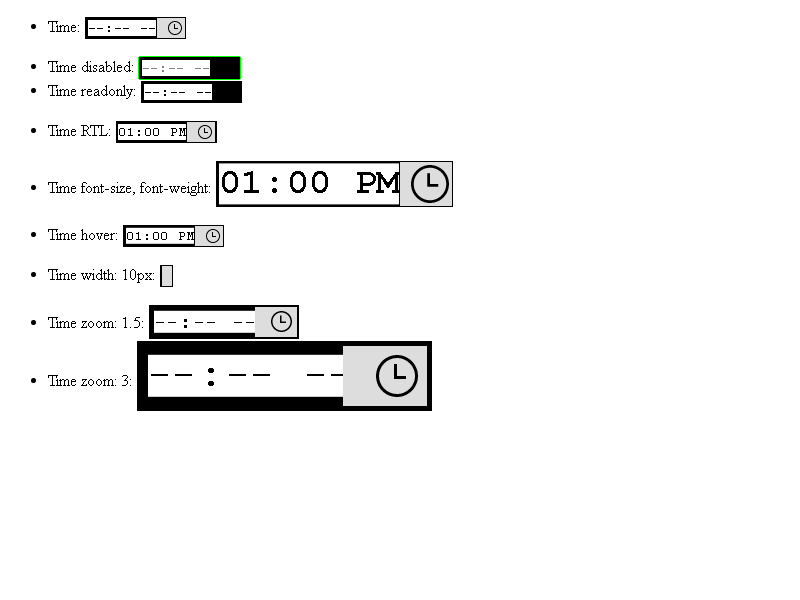 Time: --:-- --
Time disabled: --:-- --
Time readonly: --:-- --
Time RTL: 01:00 PM
Time font-size, font-weight: 01:00 PM
Time hover: 01:00 PM
Time width: 10px:
Time zoom: 1.5: --:-- --
Time zoom: 3: --:-- --